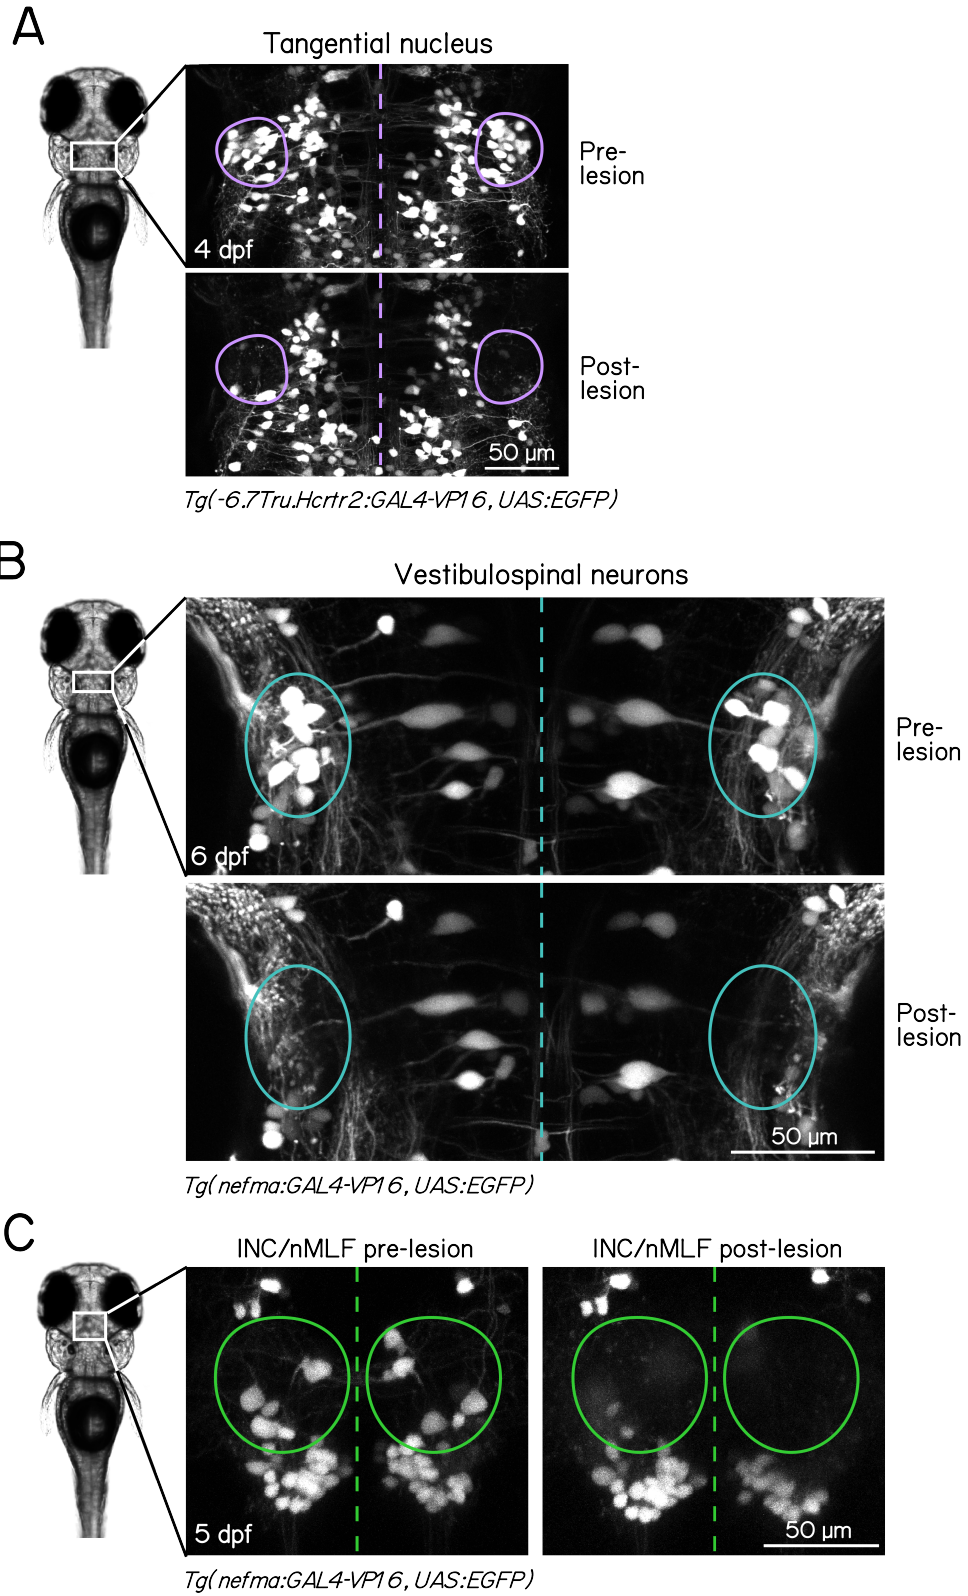 A
Tangential nucleus
Pre-
lesion
4 dpf
Post-
lesion
50 µm
Tg(-6.7Tru.Hcrtr2:GAL4-VP16, UAS:EGFP)
B
Vestibulospinal neurons
Pre-
lesion
6 dpf
Post-
lesion
50 µm
Tg(nefma:GAL4-VP16, UAS:EGFP)
C
INC/nMLF pre-lesion
INC/nMLF post-lesion
5 dpf
50 µm
Tg(nefma:GAL4-VP16, UAS:EGFP)